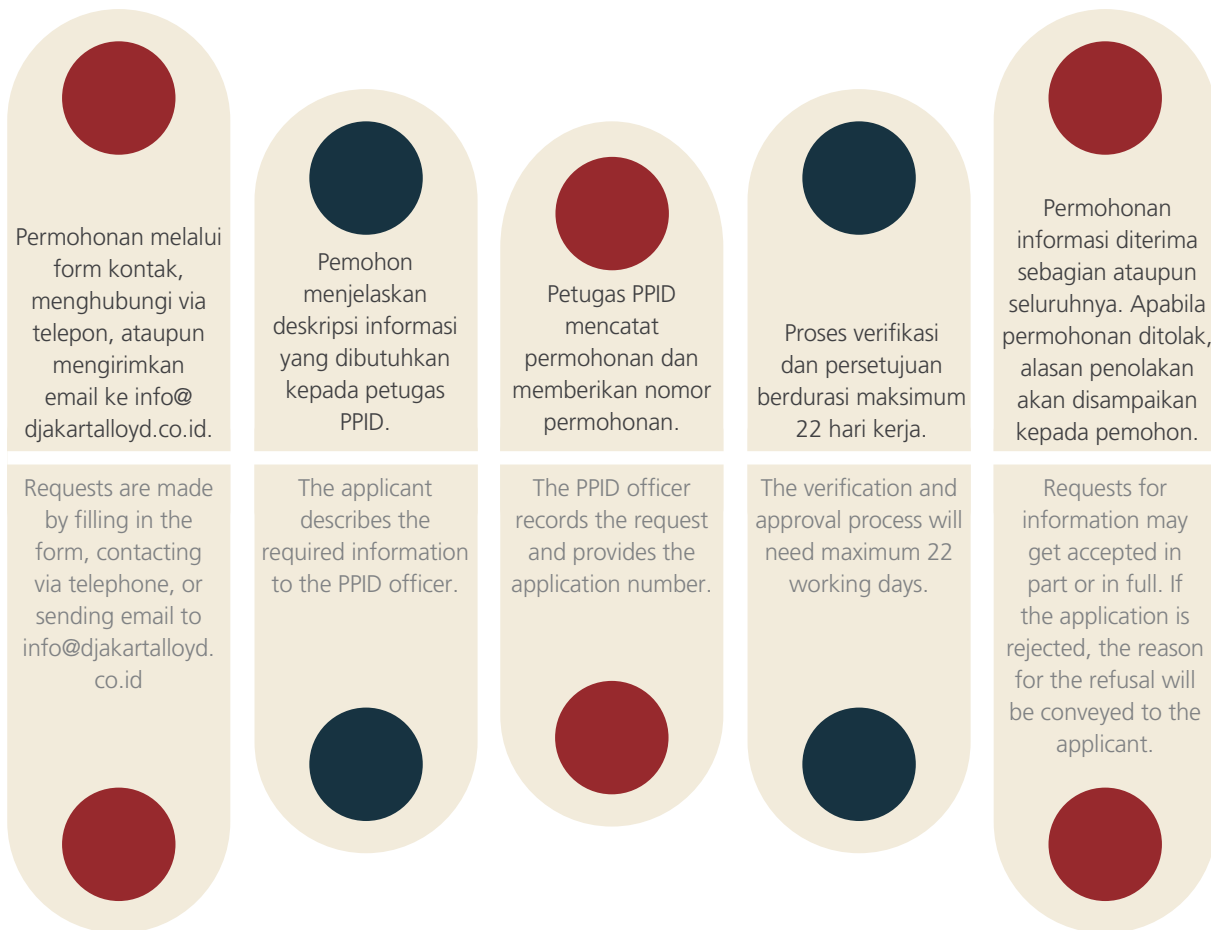 Permohonan melalui
form kontak,
menghubungi via
telepon, ataupun
mengirimkan
email ke info@
djakartalloyd.co.id.
Pemohon
menjelaskan
deskripsi informasi
yang dibutuhkan
kepada petugas
PPID.
Petugas PPID
mencatat
permohonan dan
memberikan nomor
permohonan.
Proses verifikasi
dan persetujuan
berdurasi maksimum
22 hari kerja.
Permohonan
informasi diterima
sebagian ataupun
seluruhnya. Apabila
permohonan ditolak,
alasan penolakan
akan disampaikan
kepada pemohon.
Requests are made
by filling in the
form, contacting
via telephone, or
sending email to
info@djakartalloyd.
co.id
The applicant
describes the
required information
to the PPID officer.
The PPID officer
records the request
and provides the
application number.
The verification and
approval process will
need maximum 22
working days.
Requests for
information may
get accepted in
part or in full. If
the application is
rejected, the reason
for the refusal will
be conveyed to the
applicant.